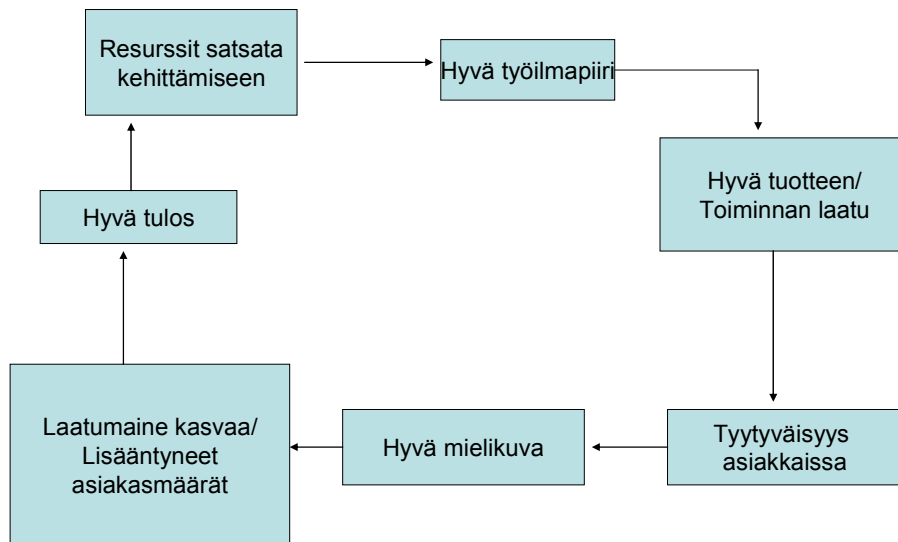 Resurssit satsata
kehittämiseen
Hyvä työilmapiiri
Hyvä tuotteen/
Toiminnan laatu
Tyytyväisyys
asiakkaissa
Hyvä mielikuva
Laatumaine kasvaa/
Lisääntyneet
asiakasmäärät
Hyvä tulos